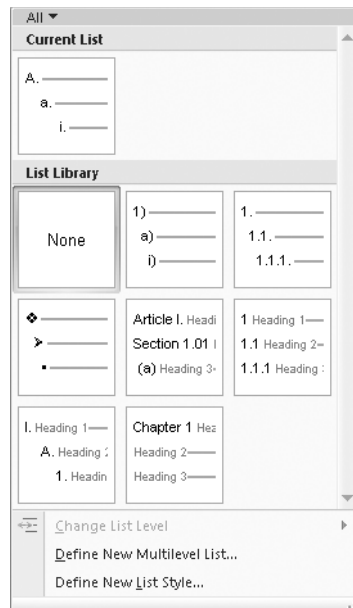 All
Current List
A.
a.
i.
List Library
None
1)
a)
i)
1.
1.1.
1.1.1.
Article I. Headi
Section 1.01
(a) Heading 3
1 Heading 1
1.1 Heading 2
1.1.1 Heading
I. Heading 1
A. Heading 2
1. Headin
Chapter 1 Hea
Heading 2
Heading 3
Change List Level
Define New Multilevel List...
Define New List Style...